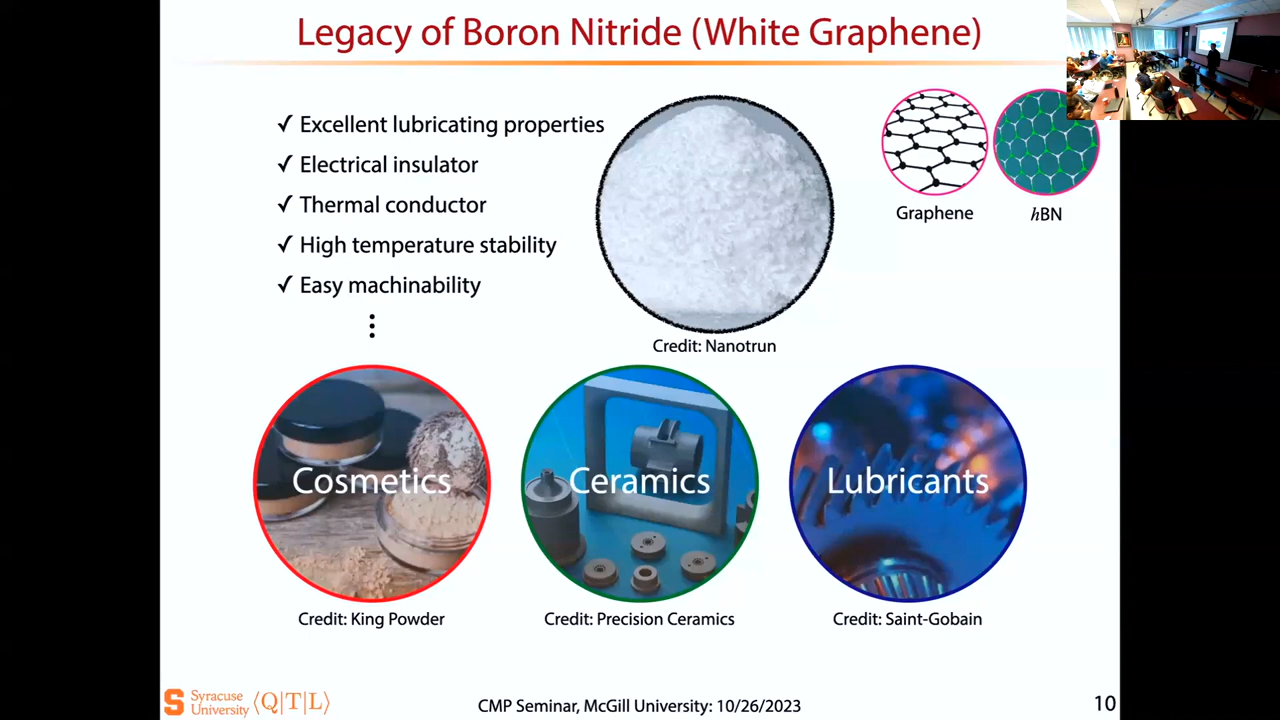 Legacy of Boron Nitride (White Graphene)
✓ Excellent lubricating properties
✓ Electrical insulator
✓ Thermal conductor
✓ High temperature stability
✓ Easy machinability
Credit: Nanotrun
Graphene
hBN
Cosmetics
Ceramics
Lubricants
Credit: King Powder
Credit: Precision Ceramics
Credit: Saint-Gobain
S Syracuse
University
⟨Q|T|L⟩
CMP Seminar, McGill University: 10/26/2023
10